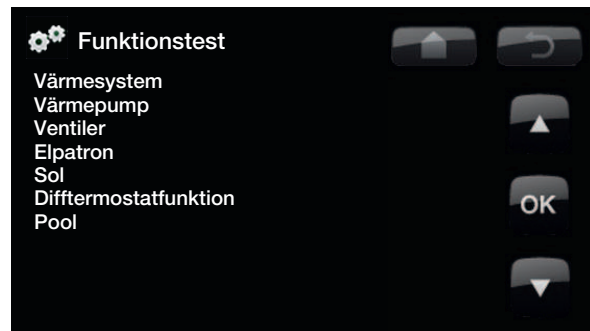 Funktionstest
Värmesystem
Värmepump
Ventiler
Elpatron
Sol
Difftermostatfunktion
Pool
OK